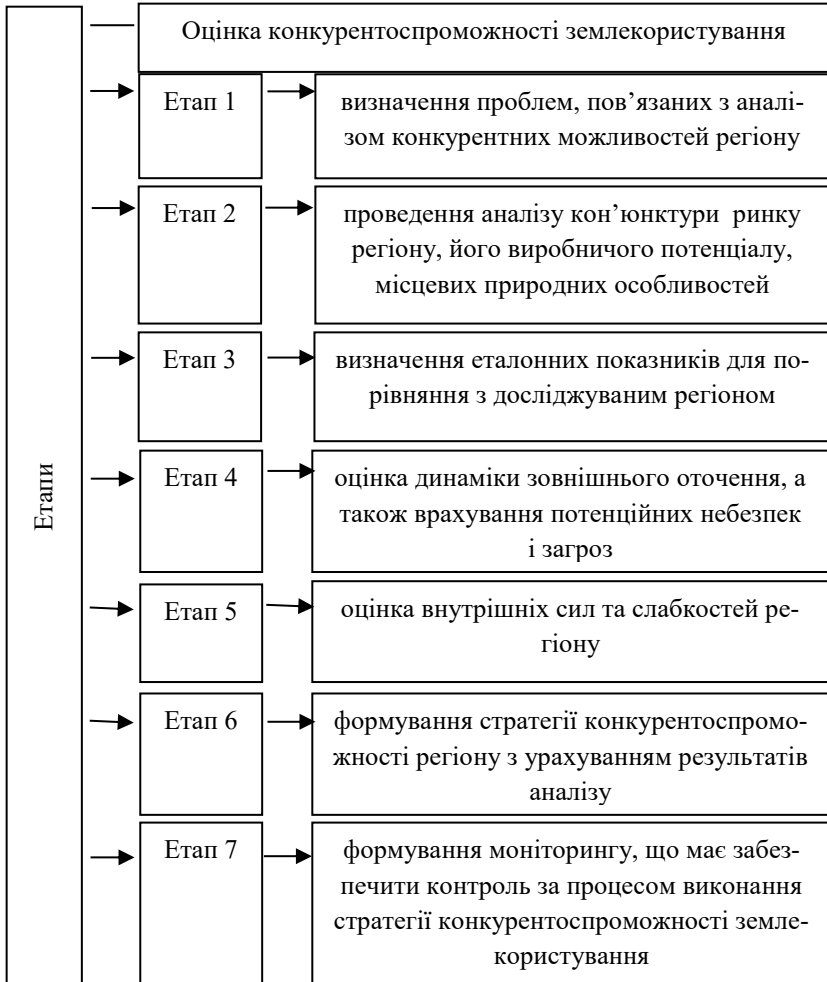 Етапи
Оцінка конкурентоспроможності землекористування
Етап 1
визначення проблем, пов’язаних з аналі-
зом конкурентних можливостей регіону
Етап 2
проведення аналізу кон’юнктури ринку
регіону, його виробничого потенціалу,
місцевих природних особливостей
Етап 3
визначення еталонних показників для по-
рівняння з досліджуваним регіоном
Етап 4
оцінка динаміки зовнішнього оточення, а
також врахування потенційних небезпек
і загроз
Етап 5
оцінка внутрішніх сил та слабкостей ре-
гіону
Етап 6
формування стратегії конкурентоспромо-
жності регіону з урахуванням результатів
аналізу
Етап 7
формування моніторингу, що має забез-
печити контроль за процесом виконання
стратегії конкурентоспроможності земле-
користування